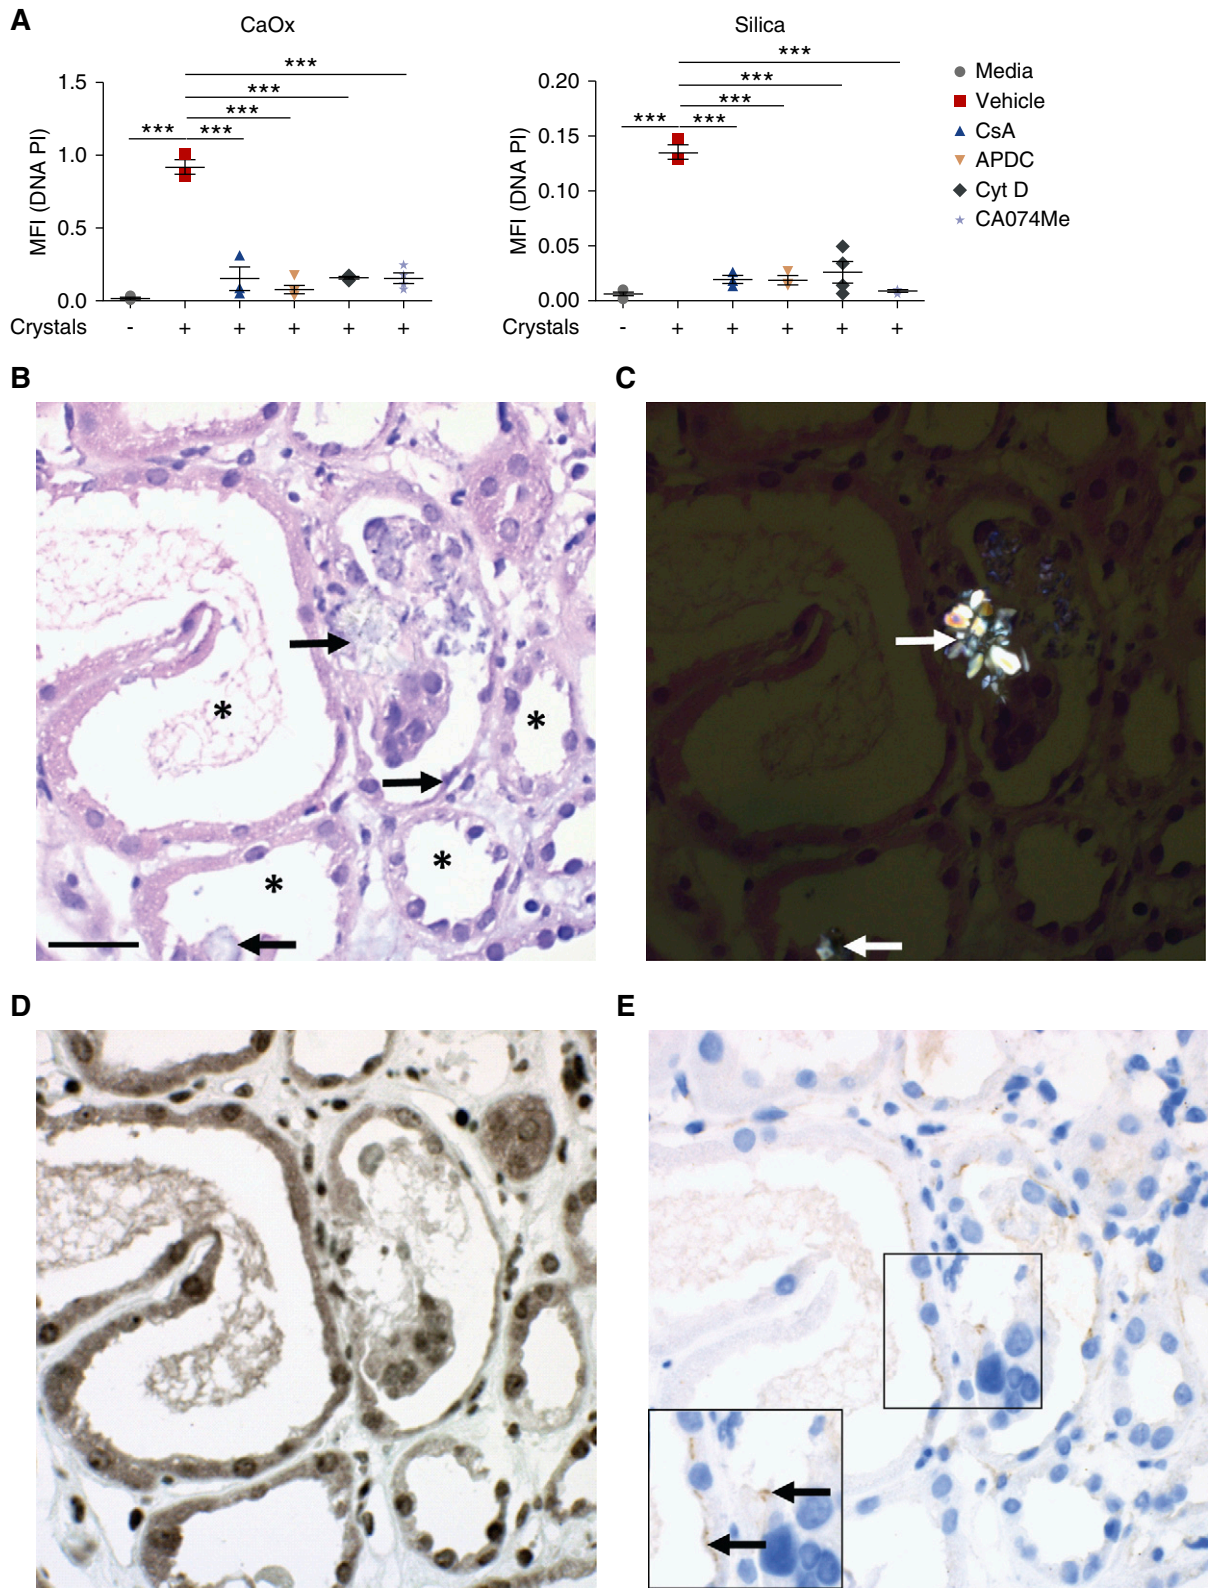 A
CaOx
Silica
MFI (DNA PI)
1.5
1.0
0.5
0.0
***
***
***
***
***
Crystals
- + + + + +
MFI (DNA PI)
0.20
0.15
0.10
0.05
0.00
***
***
***
***
***
Crystals
- + + + + +
Media
Vehicle
CsA
APDC
Cyt D
CA074Me
B
*
*
*
*
C
D
E